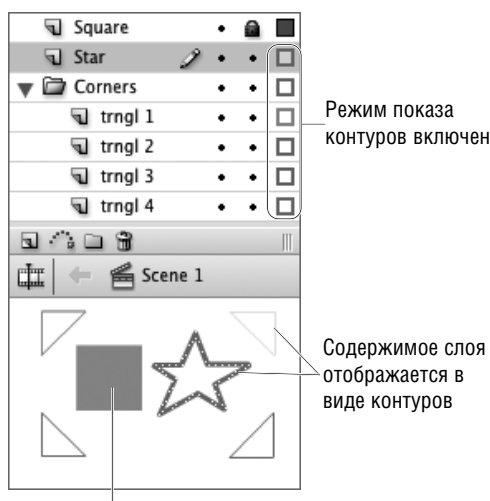 Square
Star
Corners
trngl 1
trngl 2
trngl 3
trngl 4
Режим показа
контуров включен
Scene 1
Содержимое слоя
отображается в
виде контуров